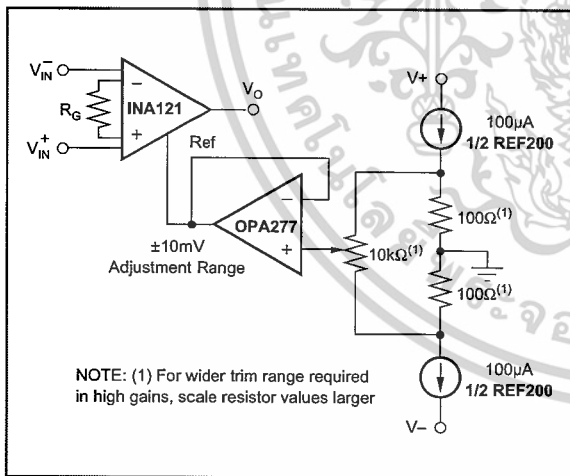 V−IN
V+IN
RG
−
+
INA121
VO
Ref
V+
100µA
1/2 REF200
−
+
OPA277
10kΩ(1)
100Ω(1)
100Ω(1)
±10mV
Adjustment Range
100µA
1/2 REF200
V−
NOTE: (1) For wider trim range required
in high gains, scale resistor values larger